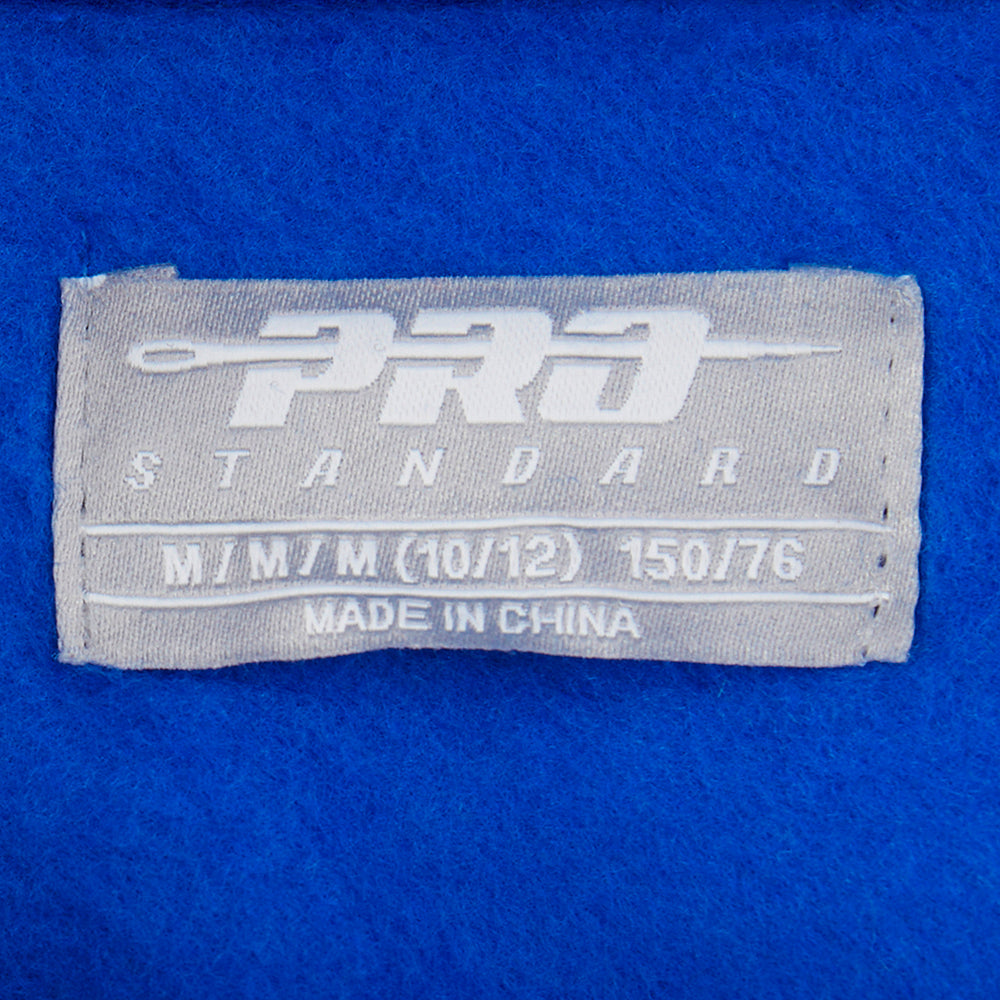 PRO
STANDARD
M/M/M (10/12) 150/76
MADE IN CHINA